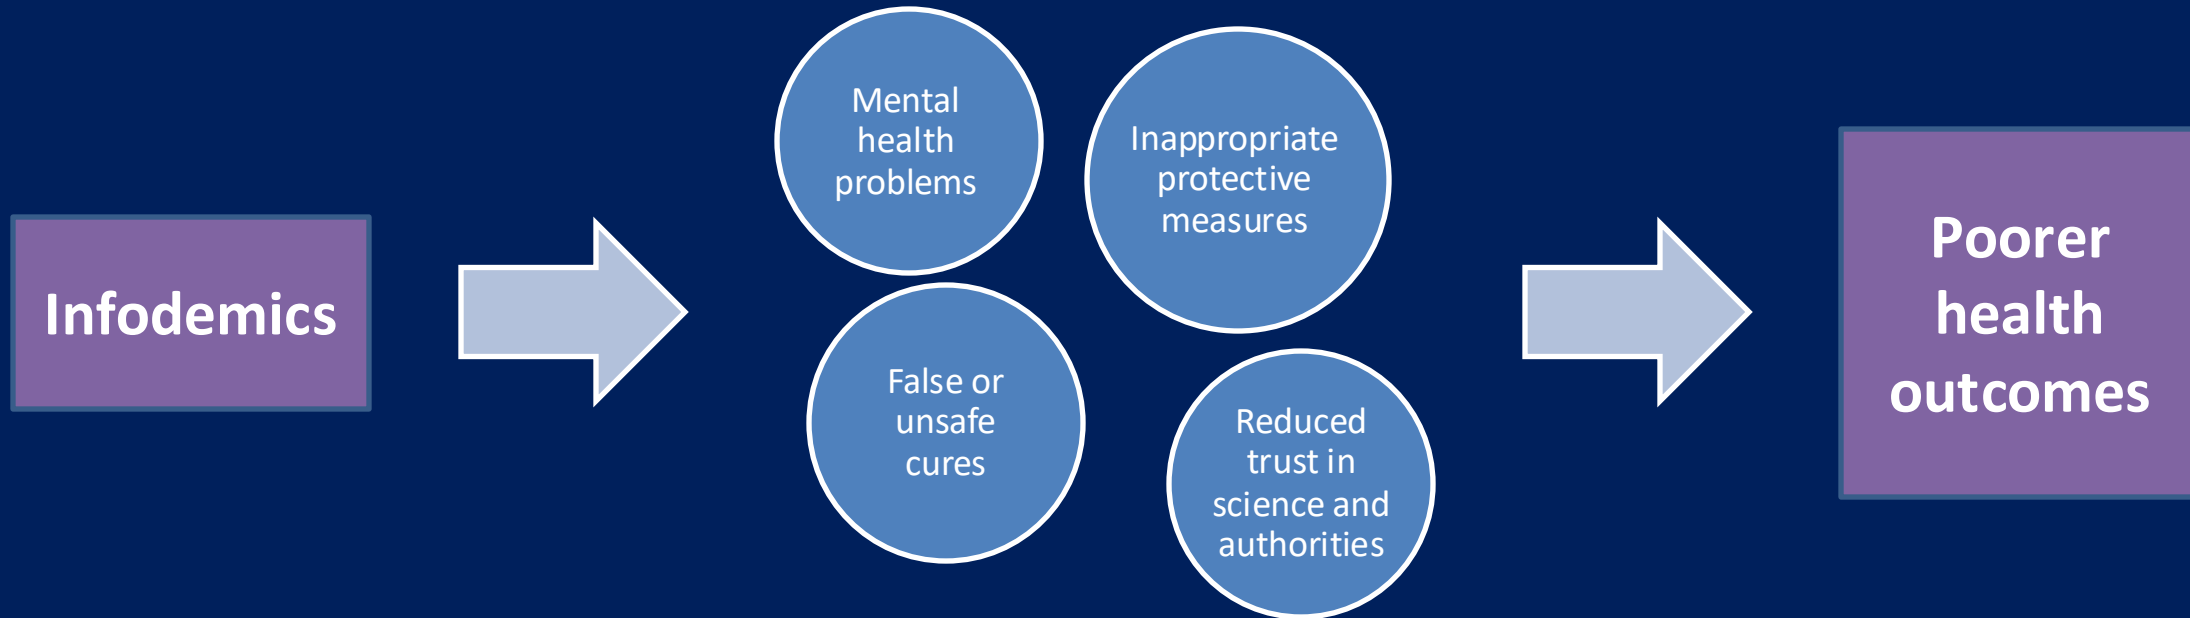 Infodemics
Mental
health
problems
Inappropriate
protective
measures
False or
unsafe
cures
Reduced
trust in
science and
authorities
Poorer
health
outcomes